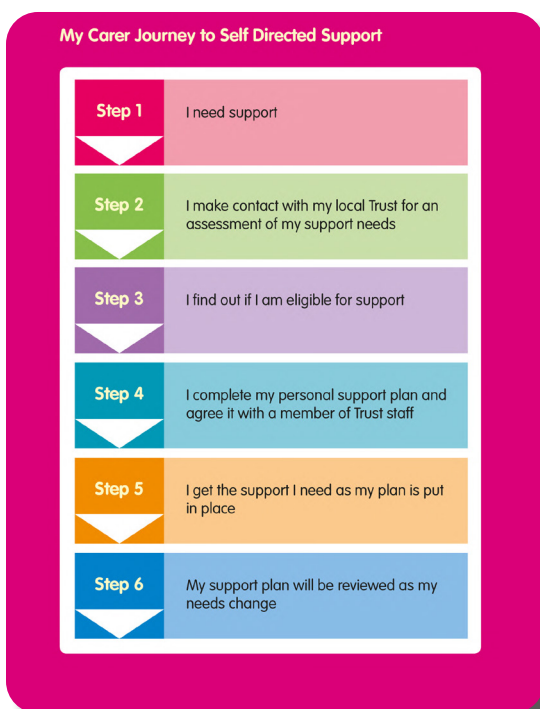 My Carer Journey to Self Directed Support
Step 1
I need support
Step 2
I make contact with my local Trust for an
assessment of my support needs
Step 3
I find out if I am eligible for support
Step 4
I complete my personal support plan and
agree it with a member of Trust staff
Step 5
I get the support I need as my plan is put
in place
Step 6
My support plan will be reviewed as my
needs change